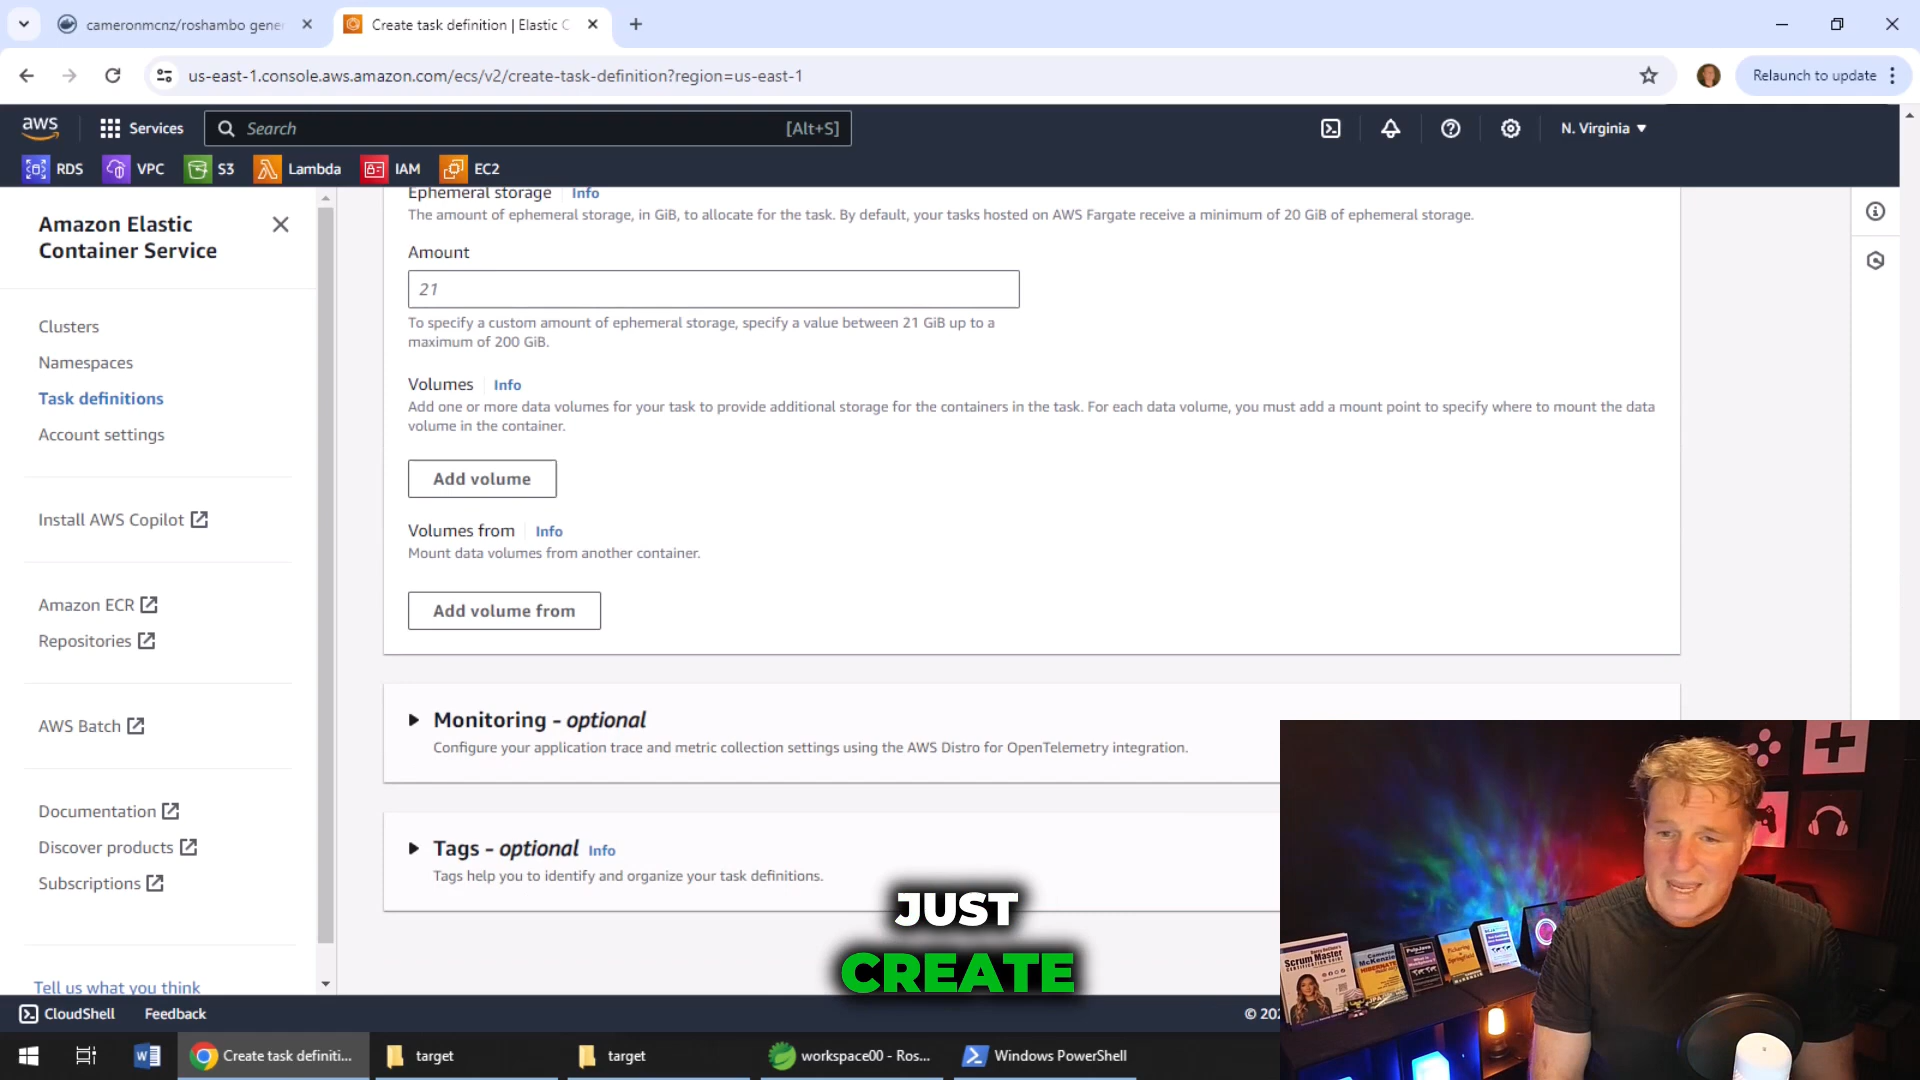 cameronmcnz/roshambo gener
Create task definition | Elastic C
us-east-1.console.aws.amazon.com/ecs/v2/create-task-definition?region=us-east-1
Relaunch to update
aws
Services
Search
[Alt+S]
N. Virginia
RDS
VPC
S3
Lambda
IAM
EC2
Amazon Elastic
Container Service
Clusters
Namespaces
Task definitions
Account settings
Install AWS Copilot
Amazon ECR
Repositories
AWS Batch
Documentation
Discover products
Subscriptions
Tell us what you think
Ephemeral storage Info
The amount of ephemeral storage, in GiB, to allocate for the task. By default, your tasks hosted on AWS Fargate receive a minimum of 20 GiB of ephemeral storage.
Amount
21
To specify a custom amount of ephemeral storage, specify a value between 21 GiB up to a
maximum of 200 GiB.
Volumes Info
Add one or more data volumes for your task to provide additional storage for the containers in the task. For each data volume, you must add a mount point to specify where to mount the data
volume in the container.
Add volume
Volumes from Info
Mount data volumes from another container.
Add volume from
Monitoring - optional
Configure your application trace and metric collection settings using the AWS Distro for OpenTelemetry integration.
Tags - optional Info
Tags help you to identify and organize your task definitions.
JUST
CREATE
Scrum Master
Cameron
McKenzie
HIBERNATE
PulpJava
CloudShell
Feedback
© 202
Create task definiti...
target
target
workspace00 - Ros...
Windows PowerShell